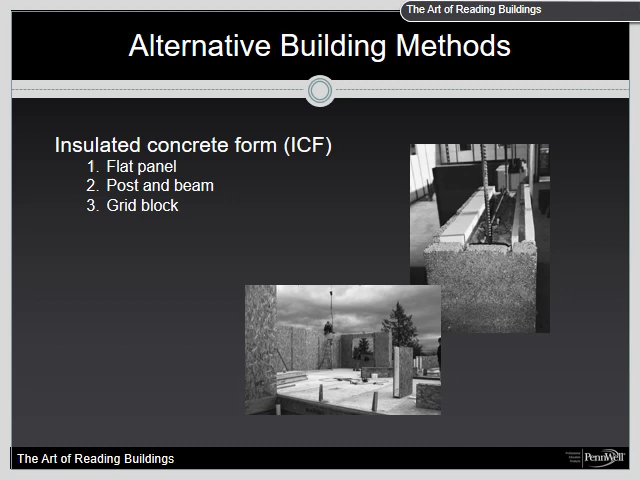 The Art of Reading Buildings
Alternative Building Methods
Insulated concrete form (ICF)
1. Flat panel
2. Post and beam
3. Grid block
The Art of Reading Buildings
PennWell